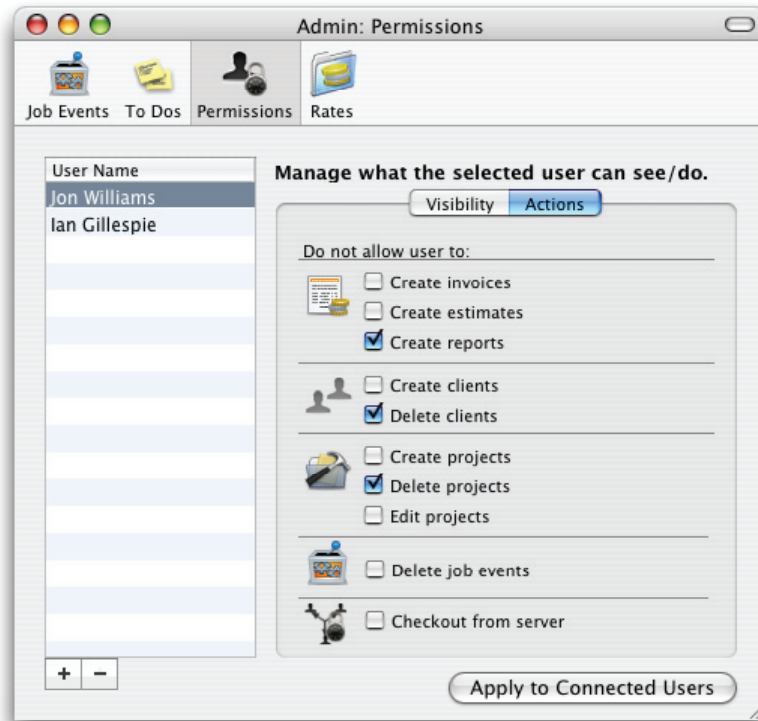 Admin: Permissions
Job Events To Dos Permissions Rates
User Name
Jon Williams
Ian Gillespie
Manage what the selected user can see/do.
Visibility Actions
Do not allow user to:
Create invoices
Create estimates
Create reports
Create clients
Delete clients
Create projects
Delete projects
Edit projects
Delete job events
Checkout from server
+ −
Apply to Connected Users